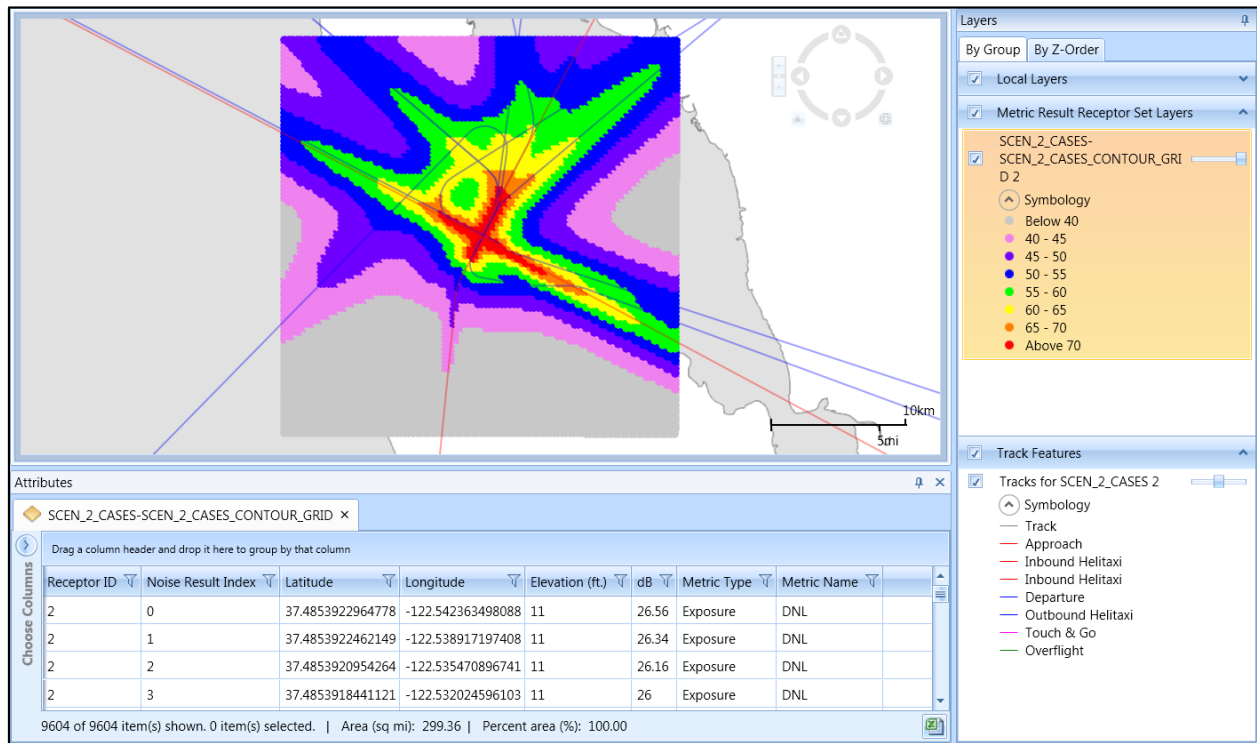 Layers
By Group By Z-Order
Local Layers
Metric Result Receptor Set Layers
SCEN_2_CASES-
SCEN_2_CASES_CONTOUR_GRI
D 2
Symbology
Below 40
40 - 45
45 - 50
50 - 55
55 - 60
60 - 65
65 - 70
Above 70
10km
5mi
Track Features
Tracks for SCEN_2_CASES 2
Symbology
Track
Approach
Inbound Helitaxi
Inbound Helitaxi
Departure
Outbound Helitaxi
Touch & Go
Overflight
Attributes
SCEN_2_CASES-SCEN_2_CASES_CONTOUR_GRID
Drag a column header and drop it here to group by that column
Choose Columns
Receptor ID Noise Result Index Latitude Longitude Elevation (ft.) dB Metric Type Metric Name
2 0 37.4853922964778 -122.542363498088 11 26.56 Exposure DNL
2 1 37.4853922462149 -122.538917197408 11 26.34 Exposure DNL
2 2 37.4853920954264 -122.535470896741 11 26.16 Exposure DNL
2 3 37.4853918441121 -122.532024596103 11 26 Exposure DNL
9604 of 9604 item(s) shown. 0 item(s) selected. | Area (sq mi): 299.36 | Percent area (%): 100.00